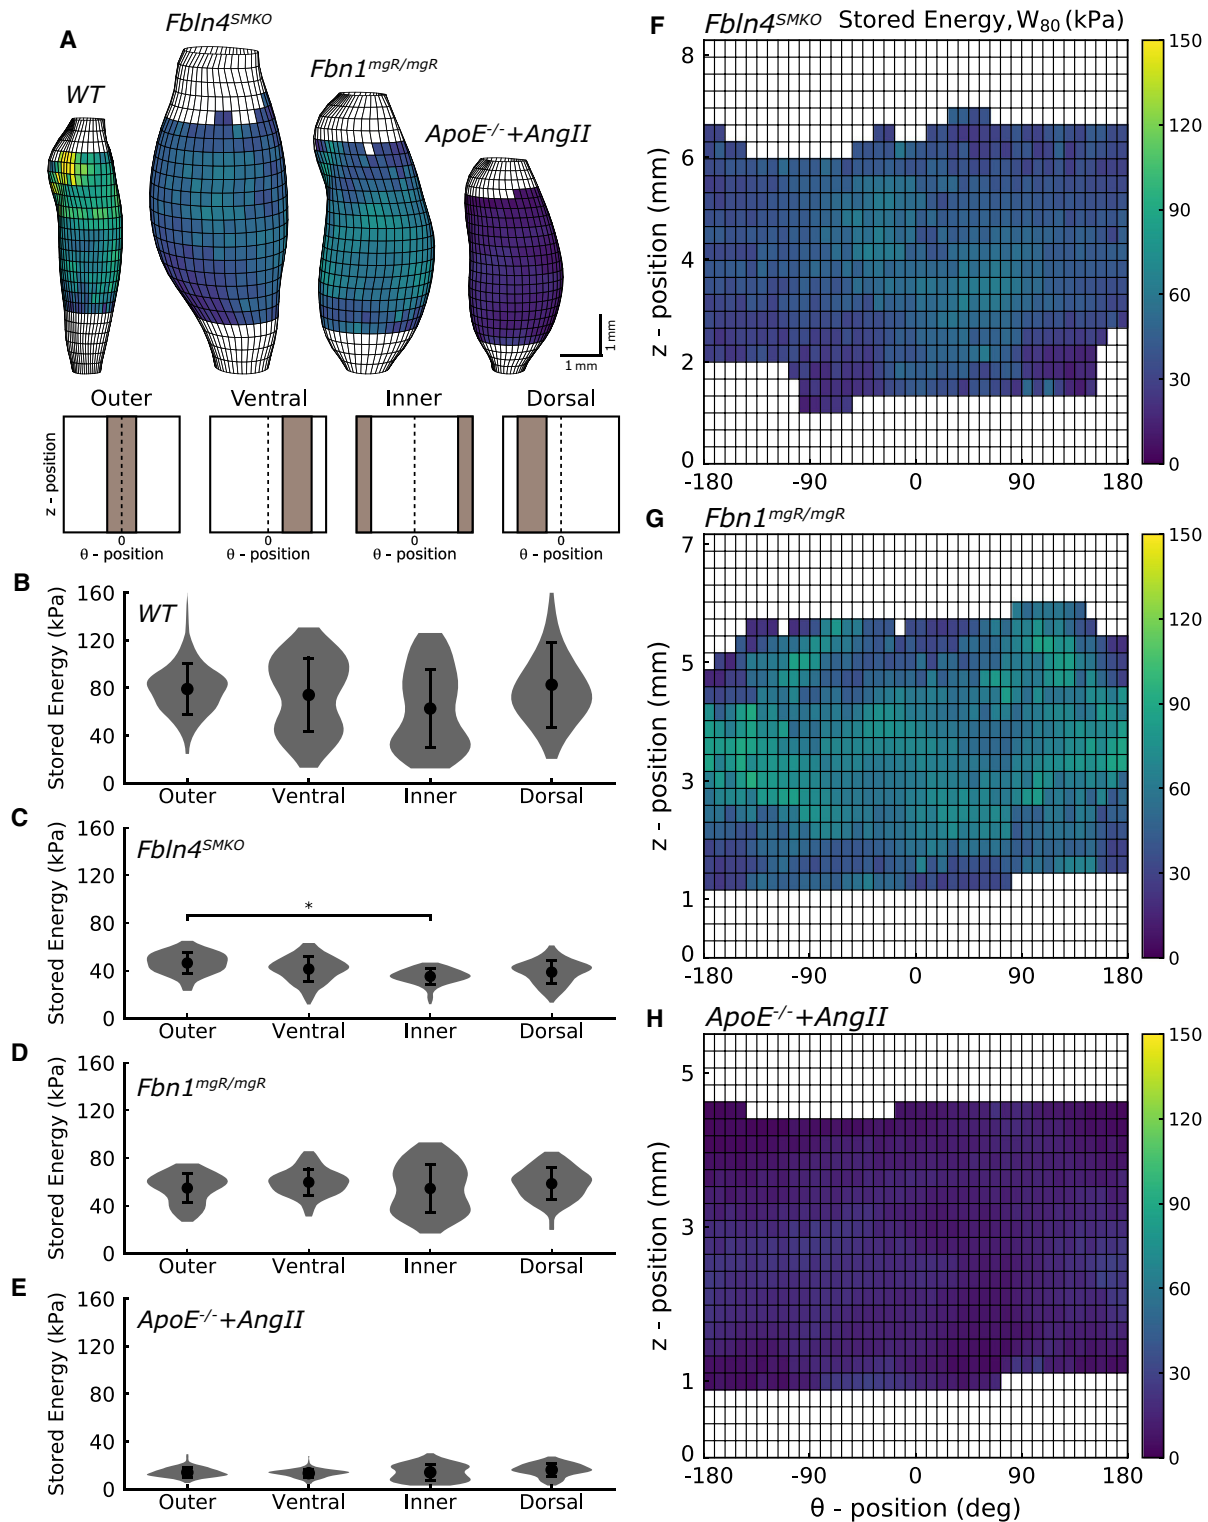 A
WT
Fbln4SMKO
Fbn1mgR/mgR
ApoE-/-+AngII
1 mm
1 mm
Outer
Ventral
Inner
Dorsal
z - position
0
0
0
0
θ - position
θ - position
θ - position
θ - position
B
WT
Stored Energy (kPa)
160
120
80
40
0
Outer
Ventral
Inner
Dorsal
C
Fbln4SMKO
Stored Energy (kPa)
160
120
80
40
0
*
Outer
Ventral
Inner
Dorsal
D
Fbn1mgR/mgR
Stored Energy (kPa)
160
120
80
40
0
Outer
Ventral
Inner
Dorsal
E
ApoE-/-+AngII
Stored Energy (kPa)
160
120
80
40
0
Outer
Ventral
Inner
Dorsal
F
Fbln4SMKO
Stored Energy, W80 (kPa)
z - position (mm)
8
6
4
2
0
-180
-90
0
90
180
150
120
90
60
30
0
G
Fbn1mgR/mgR
z - position (mm)
7
5
3
1
0
-180
-90
0
90
180
150
120
90
60
30
0
H
ApoE-/-+AngII
z - position (mm)
5
3
1
0
-180
-90
0
90
180
θ - position (deg)
150
120
90
60
30
0